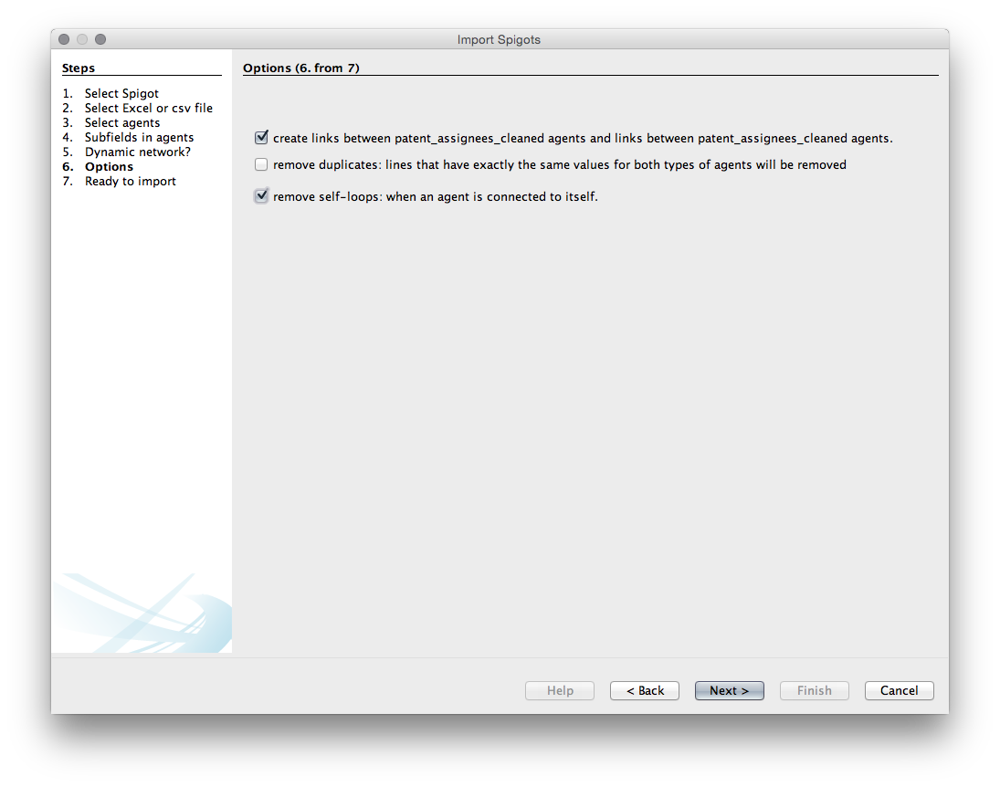 Import Spigots
Steps
1. Select Spigot
2. Select Excel or csv file
3. Select agents
4. Subfields in agents
5. Dynamic network?
6. Options
7. Ready to import
Options (6. from 7)
create links between patent_assignees_cleaned agents and links between patent_assignees_cleaned agents.
remove duplicates: lines that have exactly the same values for both types of agents will be removed
remove self-loops: when an agent is connected to itself.
Help
< Back
Next >
Finish
Cancel